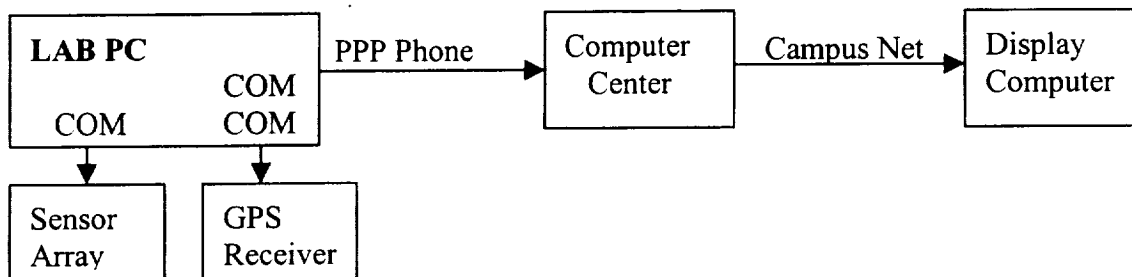 LAB PC
COM
COM
COM
PPP Phone
Computer
Center
Campus Net
Display
Computer
Sensor
Array
GPS
Receiver